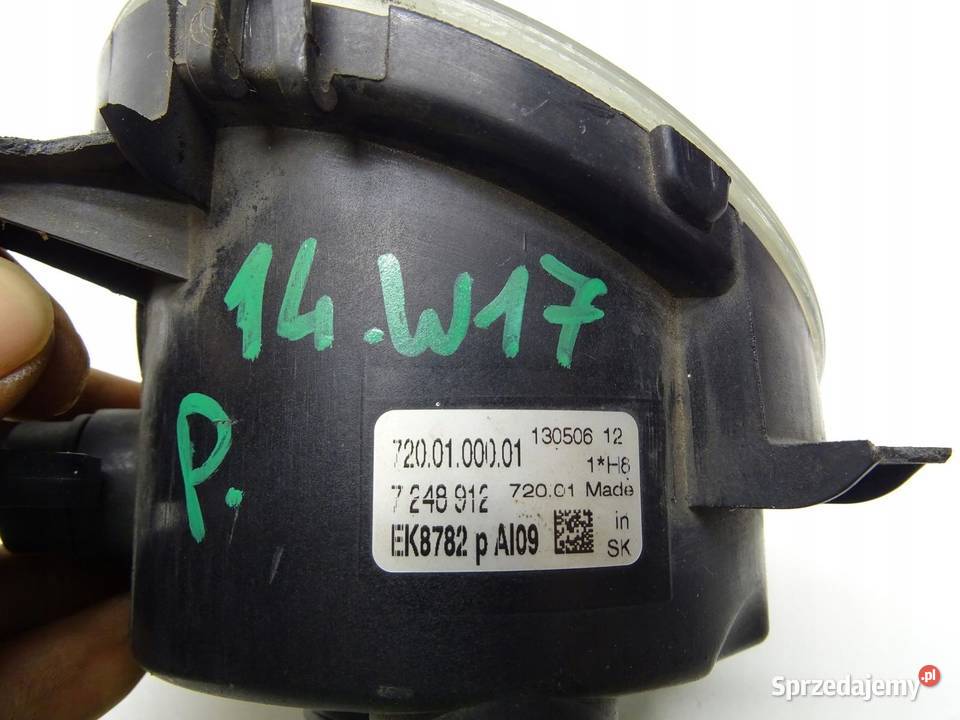 14.W17
P.
720.01.000.01 130506 12
1*H8
7 248 912 720.01 Made
EK8782 p AI09 in
SK
Sprzedajemy.pl